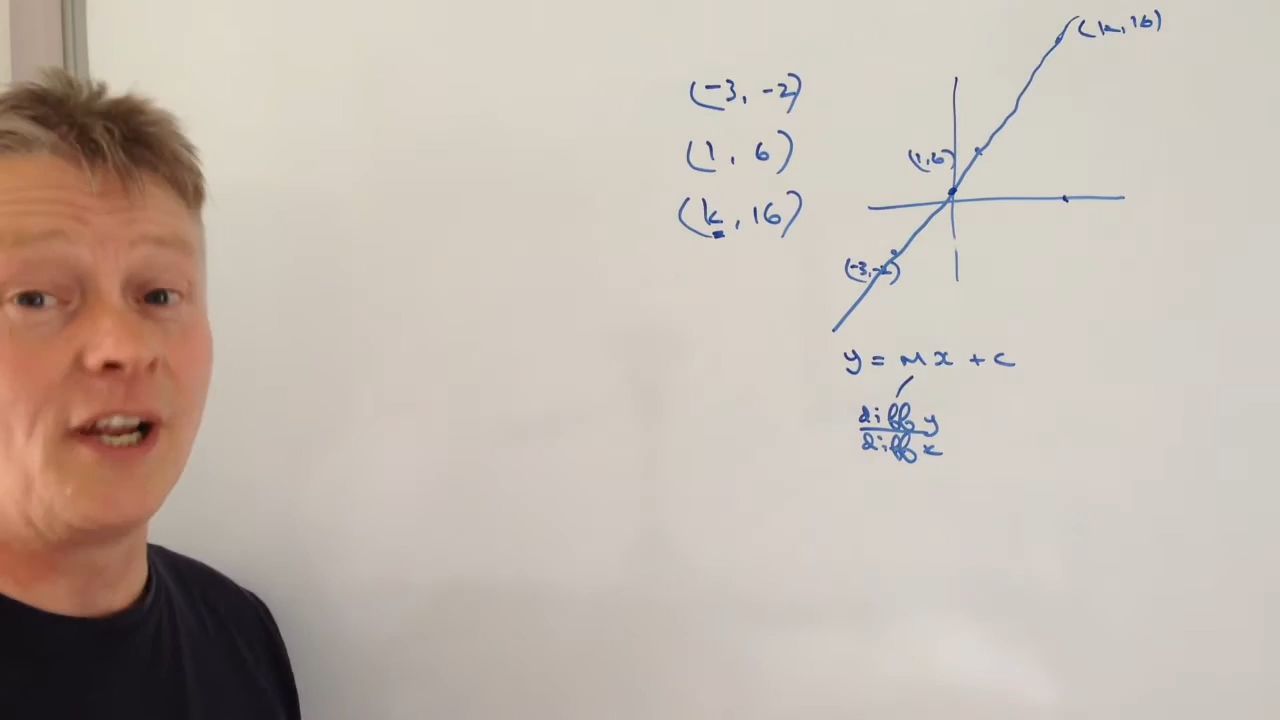 (k, 16)
(-3, -2)
(1, 6)
(k, 16)
(1, 6)
(-3, -2)
y = Mx + c
diff y
diff x